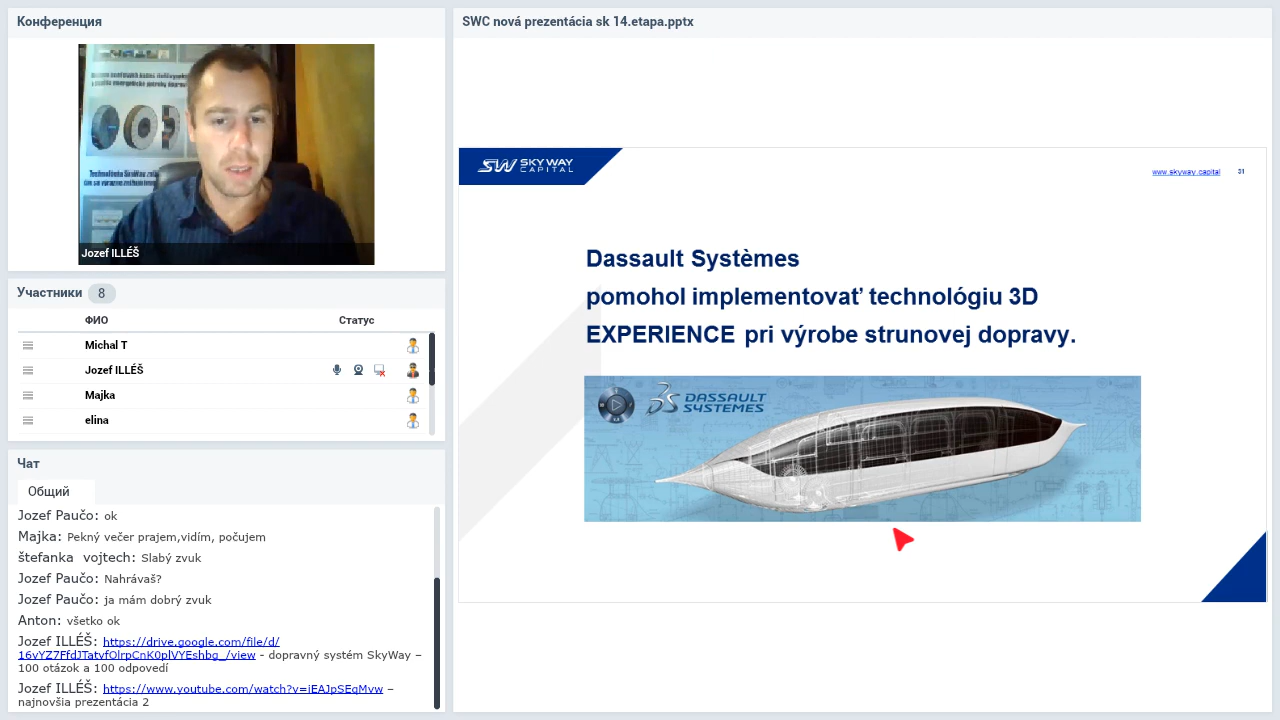 Конференция
Jozef ILLÉŠ
Участники 8
ФИО Статус
Michal T
Jozef ILLÉŠ
Majka
elina
Чат
Общий
Jozef Paučo: ok
Majka: Pekný večer prajem,vidím, počujem
štefanka vojtech: Slabý zvuk
Jozef Paučo: Nahrávaš?
Jozef Paučo: ja mám dobrý zvuk
Anton: všetko ok
Jozef ILLÉŠ: https://drive.google.com/file/d/
- dopravný systém SkyWay –
100 otázok a 100 odpovedí
Jozef ILLÉŠ: https://www.youtube.com/watch?v=iEAJpSEqMvw –
najnovšia prezentácia 2
SWC nová prezentácia sk 14.etapa.pptx
SW SKY WAY
CAPITAL
www.skyway.capital 31
Dassault Systèmes
pomohol implementovať technológiu 3D
EXPERIENCE pri výrobe strunovej dopravy.
DASSAULT
SYSTEMES